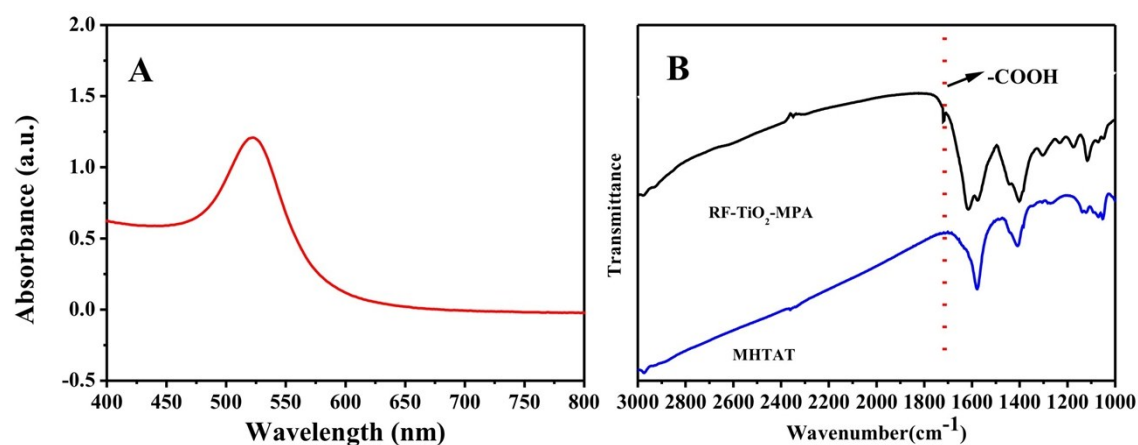 A
2.0
1.5
1.0
0.5
0.0
-0.5
Absorbance (a.u.)
400 450 500 550 600 650 700 750 800
Wavelength (nm)
B
-COOH
RF-TiO2-MPA
MHTAT
Transmittance
3000 2800 2600 2400 2200 2000 1800 1600 1400 1200 1000
Wavenumber(cm-1)